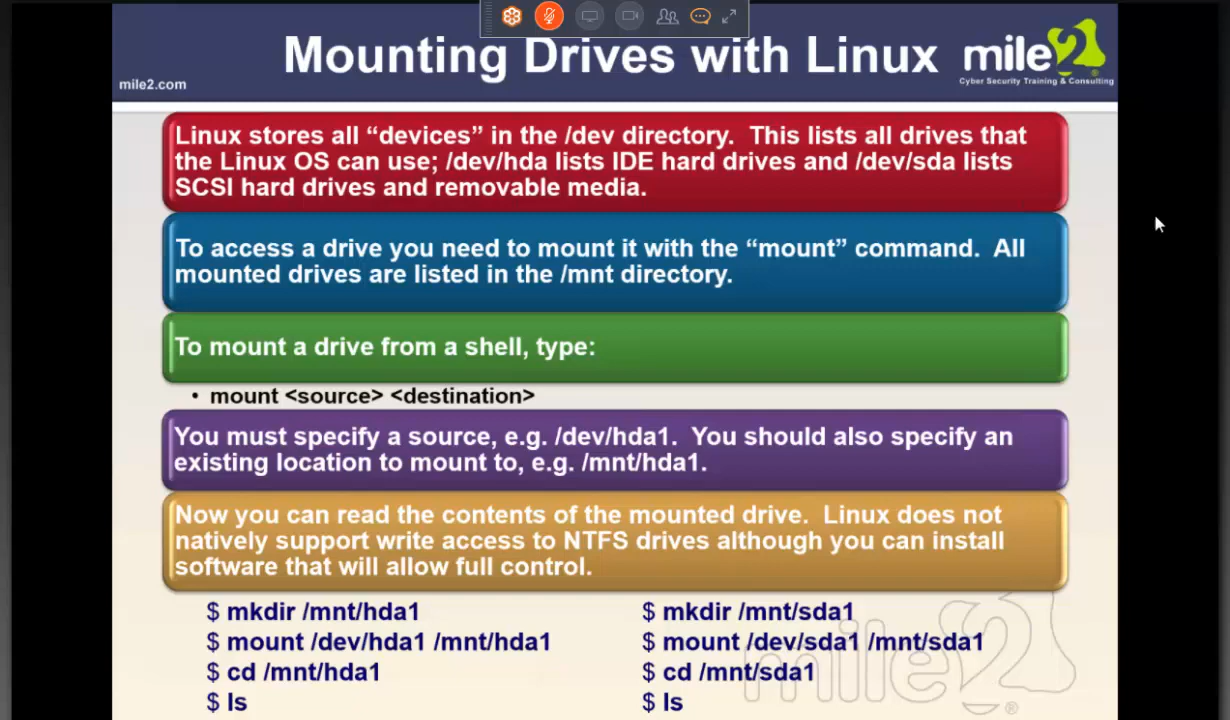 Mounting Drives with Linux
mile2
Cyber Security Training & Consulting
mile2.com
Linux stores all “devices” in the /dev directory. This lists all drives that
the Linux OS can use; /dev/hda lists IDE hard drives and /dev/sda lists
SCSI hard drives and removable media.
To access a drive you need to mount it with the “mount” command. All
mounted drives are listed in the /mnt directory.
To mount a drive from a shell, type:
• mount <source> <destination>
You must specify a source, e.g. /dev/hda1. You should also specify an
existing location to mount to, e.g. /mnt/hda1.
Now you can read the contents of the mounted drive. Linux does not
natively support write access to NTFS drives although you can install
software that will allow full control.
$ mkdir /mnt/hda1
$ mount /dev/hda1 /mnt/hda1
$ cd /mnt/hda1
$ ls
$ mkdir /mnt/sda1
$ mount /dev/sda1 /mnt/sda1
$ cd /mnt/sda1
$ ls
mile2
®